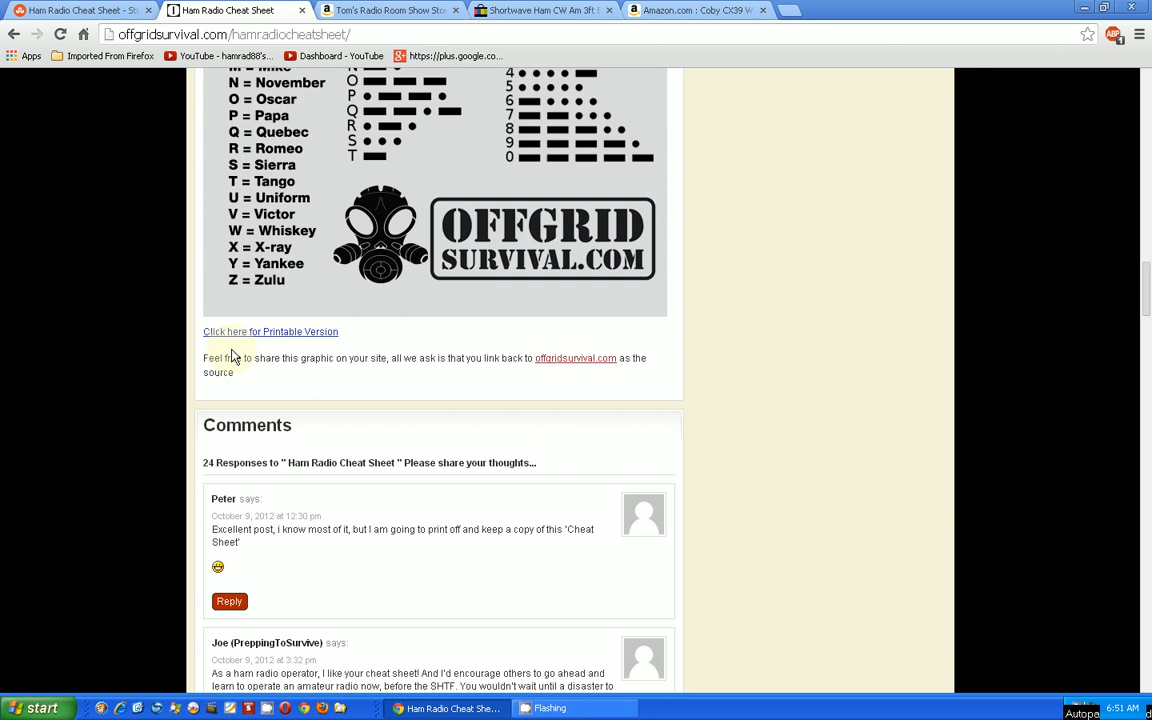 Ham Radio Cheat Sheet - St
Ham Radio Cheat Sheet
Tom's Radio Room Show Sto
Shortwave Ham CW Am 3ft
Amazon.com : Coby CX39 W
offgridsurvival.com/hamradiocheatsheet/
ABP
1
Apps
Imported From Firefox
YouTube - hamrad88's...
Dashboard - YouTube
https://plus.google.co...
N = November
O = Oscar
P = Papa
Q = Quebec
R = Romeo
S = Sierra
T = Tango
U = Uniform
V = Victor
W = Whiskey
X = X-ray
Y = Yankee
Z = Zulu
O
P
Q
R
S
T
4
5
6
7
8
9
0
OFFGRID
SURVIVAL.COM
Click here for Printable Version
Feel free to share this graphic on your site, all we ask is that you link back to offgridsurvival.com as the
source
Comments
24 Responses to " Ham Radio Cheat Sheet " Please share your thoughts...
Peter says:
October 9, 2012 at 12:30 pm
Excellent post, i know most of it, but I am going to print off and keep a copy of this 'Cheat
Sheet'
Reply
Joe (PreppingToSurvive) says:
October 9, 2012 at 3:32 pm
As a ham radio operator, I like your cheat sheet! And I'd encourage others to go ahead and
learn to operate an amateur radio now, before the SHTF. You wouldn't wait until a disaster to
start
Ham Radio Cheat She...
Flashing
6:51 AM
Autopa